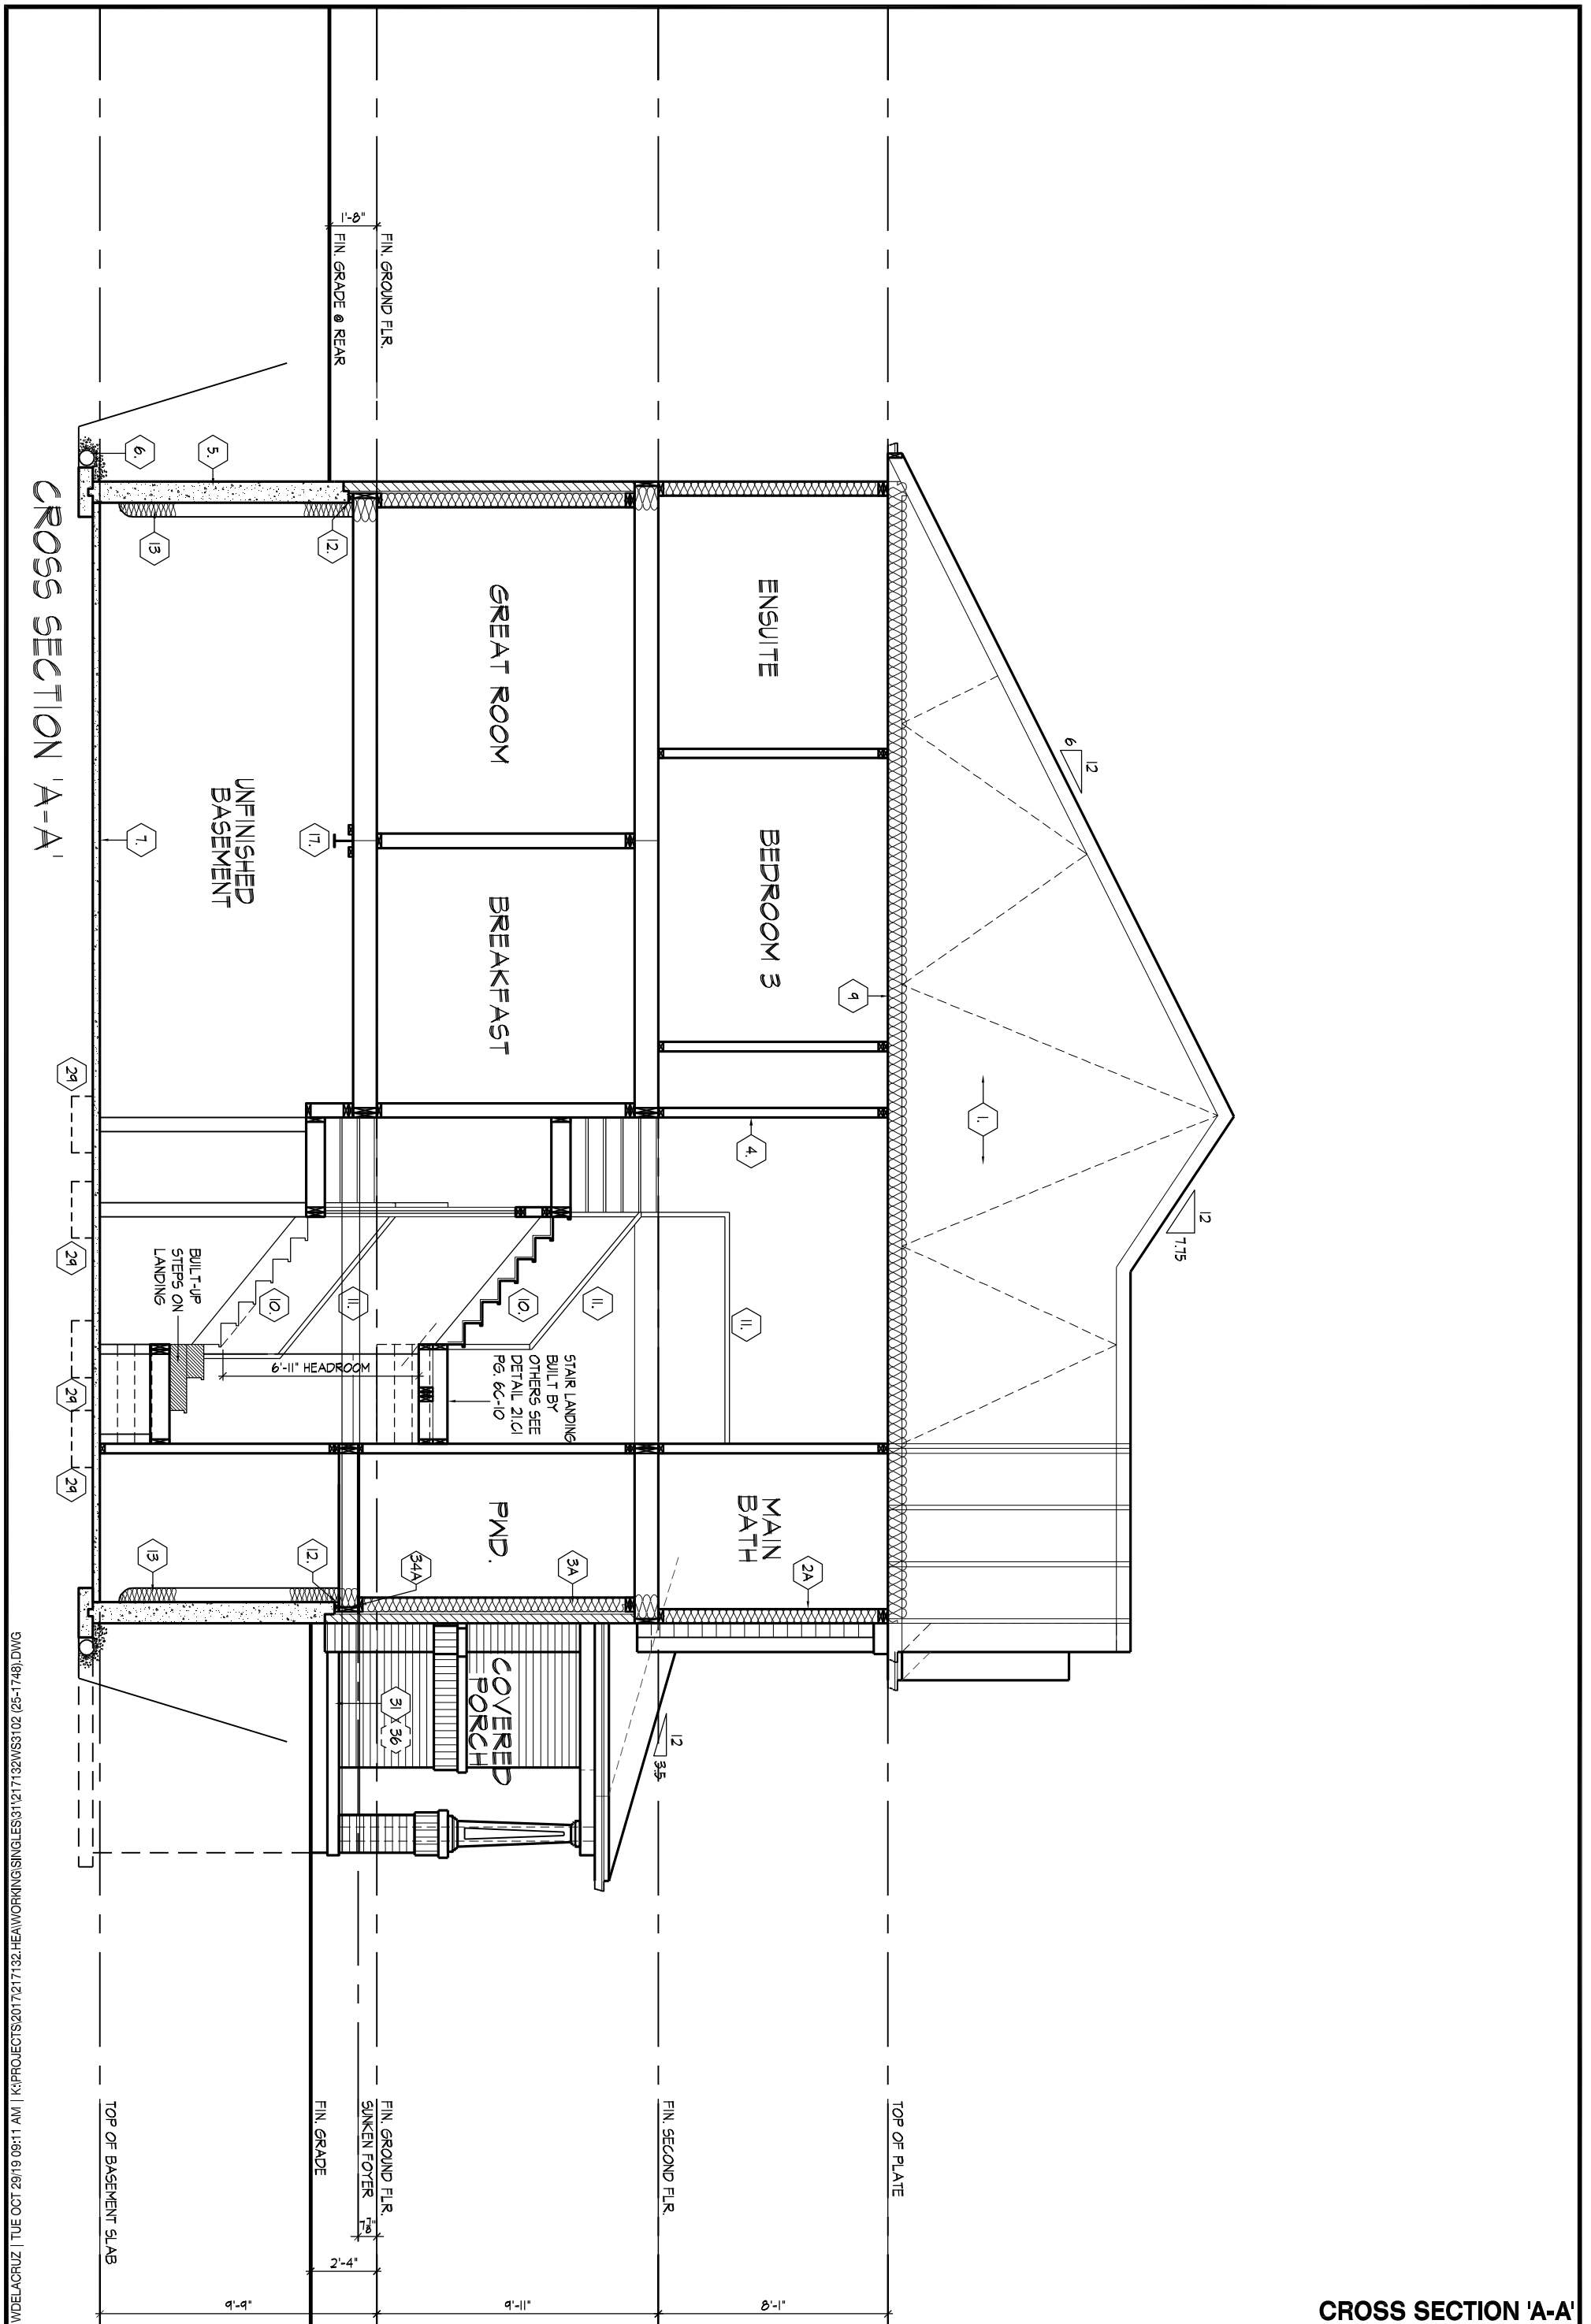 12
7.75
6
12
1.
TOP OF PLATE
9
ENSUITE
BEDROOM 3
4.
11.
MAIN
BATH
2A
12
3.5
FIN. SECOND FLR.
GREAT ROOM
BREAKFAST
11.
10.
STAIR LANDING
BUILT BY
OTHERS SEE
DETAIL 21.C1
PG. 6C-10
PWD.
3A
34A
COVERED
PORCH
31
36
FIN. GROUND FLR.
FIN. GRADE @ REAR
1'-8"
FIN. GROUND FLR.
SUNKEN FOYER
FIN. GRADE
7 7/8"
2'-4"
12.
17.
11.
6'-11" HEADROOM
10.
12.
UNFINISHED
BASEMENT
BUILT-UP
STEPS ON
LANDING
5.
6.
13
7.
13
29
29
29
29
TOP OF BASEMENT SLAB
8'-1"
9'-11"
9'-9"
CROSS SECTION 'A-A'
WDELACRUZ | TUE OCT 29/19 09:11 AM | K:\PROJECTS\2017\217132.HEA\WORKING\SINGLES\31'\217132WS3102 (25-1748).DWG
CROSS SECTION 'A-A'